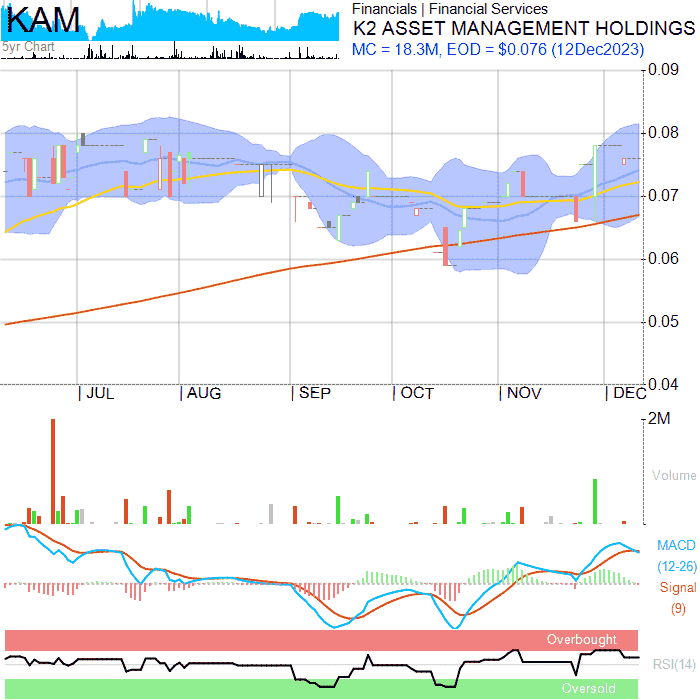 KAM
5yr Chart
Financials | Financial Services
K2 ASSET MANAGEMENT HOLDINGS
MC = 18.3M, EOD = $0.076 (12Dec2023)
0.09
0.08
0.07
0.06
0.05
0.04
| JUL | AUG | SEP | OCT | NOV | DEC
2M
Volume
MACD
(12-26)
Signal
(9)
Overbought
RSI(14)
Oversold